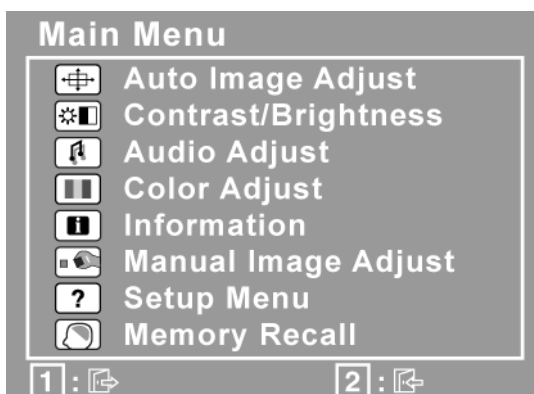 Main Menu
Auto Image Adjust
Contrast/Brightness
Audio Adjust
Color Adjust
i Information
Manual Image Adjust
? Setup Menu
Memory Recall
1 : 2 :